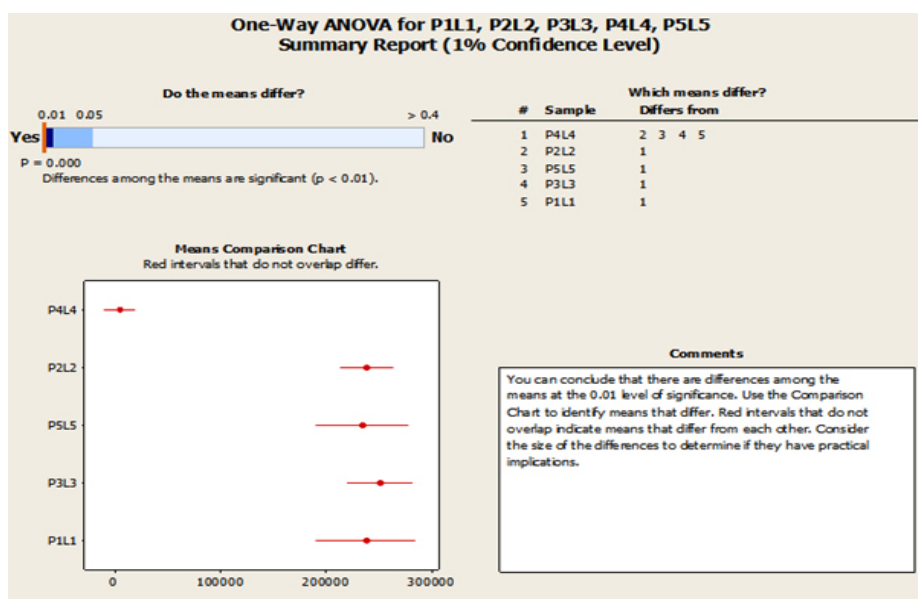 One-Way ANOVA for P1L1, P2L2, P3L3, P4L4, P5L5
Summary Report (1% Confidence Level)
Do the means differ?
0.01 0.05 > 0.4
Yes No
P = 0.000
Differences among the means are significant (p < 0.01).
Which means differ?
# Sample Differs from
1 P4L4 2 3 4 5
2 P2L2 1
3 P5L5 1
4 P3L3 1
5 P1L1 1
Means Comparison Chart
Red intervals that do not overlap differ.
P4L4
P2L2
P5L5
P3L3
P1L1
0 100000 200000 300000
Comments
You can conclude that there are differences among the
means at the 0.01 level of significance. Use the Comparison
Chart to identify means that differ. Red intervals that do not
overlap indicate means that differ from each other. Consider
the size of the differences to determine if they have practical
implications.